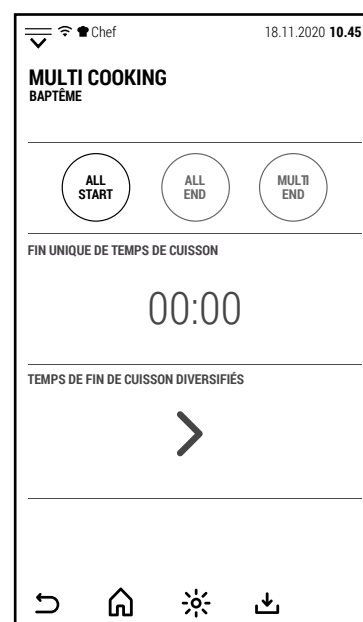 Chef 18.11.2020 10.45
MULTI COOKING
BAPTÊME
ALL START
ALL END
MULTI END
FIN UNIQUE DE TEMPS DE CUISSON
00:00
TEMPS DE FIN DE CUISSON DIVERSIFIÉS